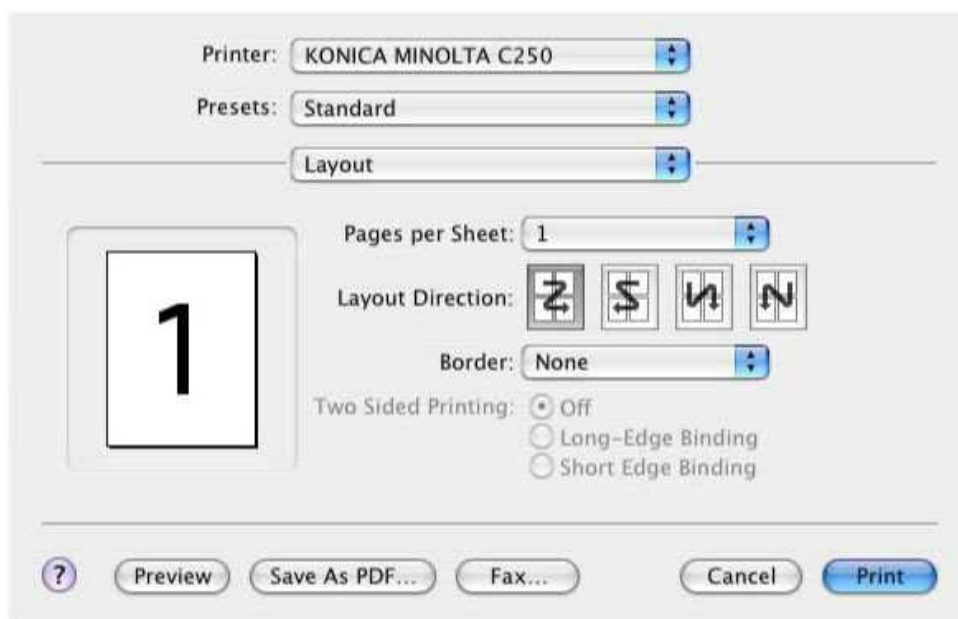 Printer: KONICA MINOLTA C250
Presets: Standard
Layout
Pages per Sheet: 1
1
Layout Direction:
Border: None
Two Sided Printing: Off
Long-Edge Binding
Short Edge Binding
? Preview Save As PDF... Fax... Cancel Print